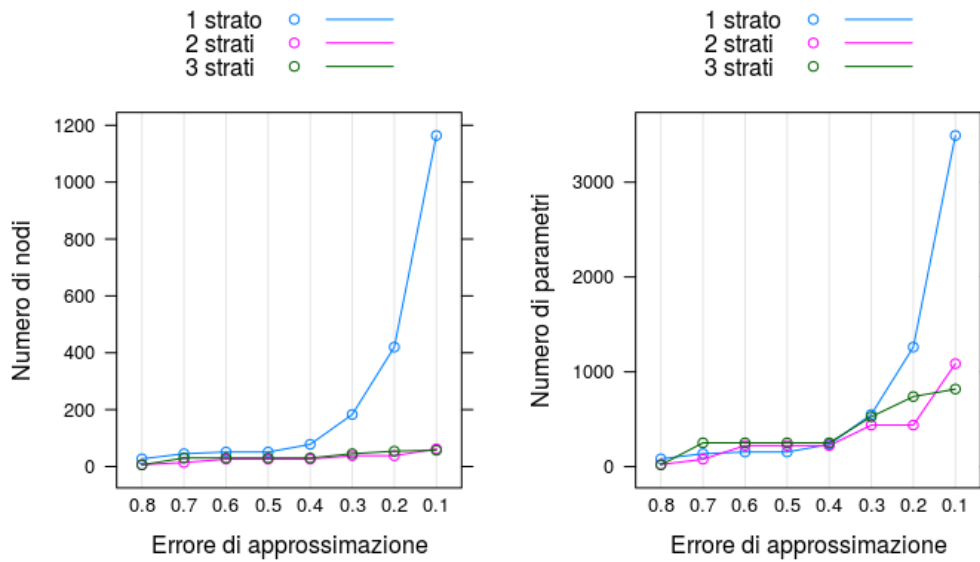 1 strato
2 strati
3 strati
1200
1000
800
600
400
200
0
Numero di nodi
0.8 0.7 0.6 0.5 0.4 0.3 0.2 0.1
Errore di approssimazione
1 strato
2 strati
3 strati
3000
2000
1000
0
Numero di parametri
0.8 0.7 0.6 0.5 0.4 0.3 0.2 0.1
Errore di approssimazione